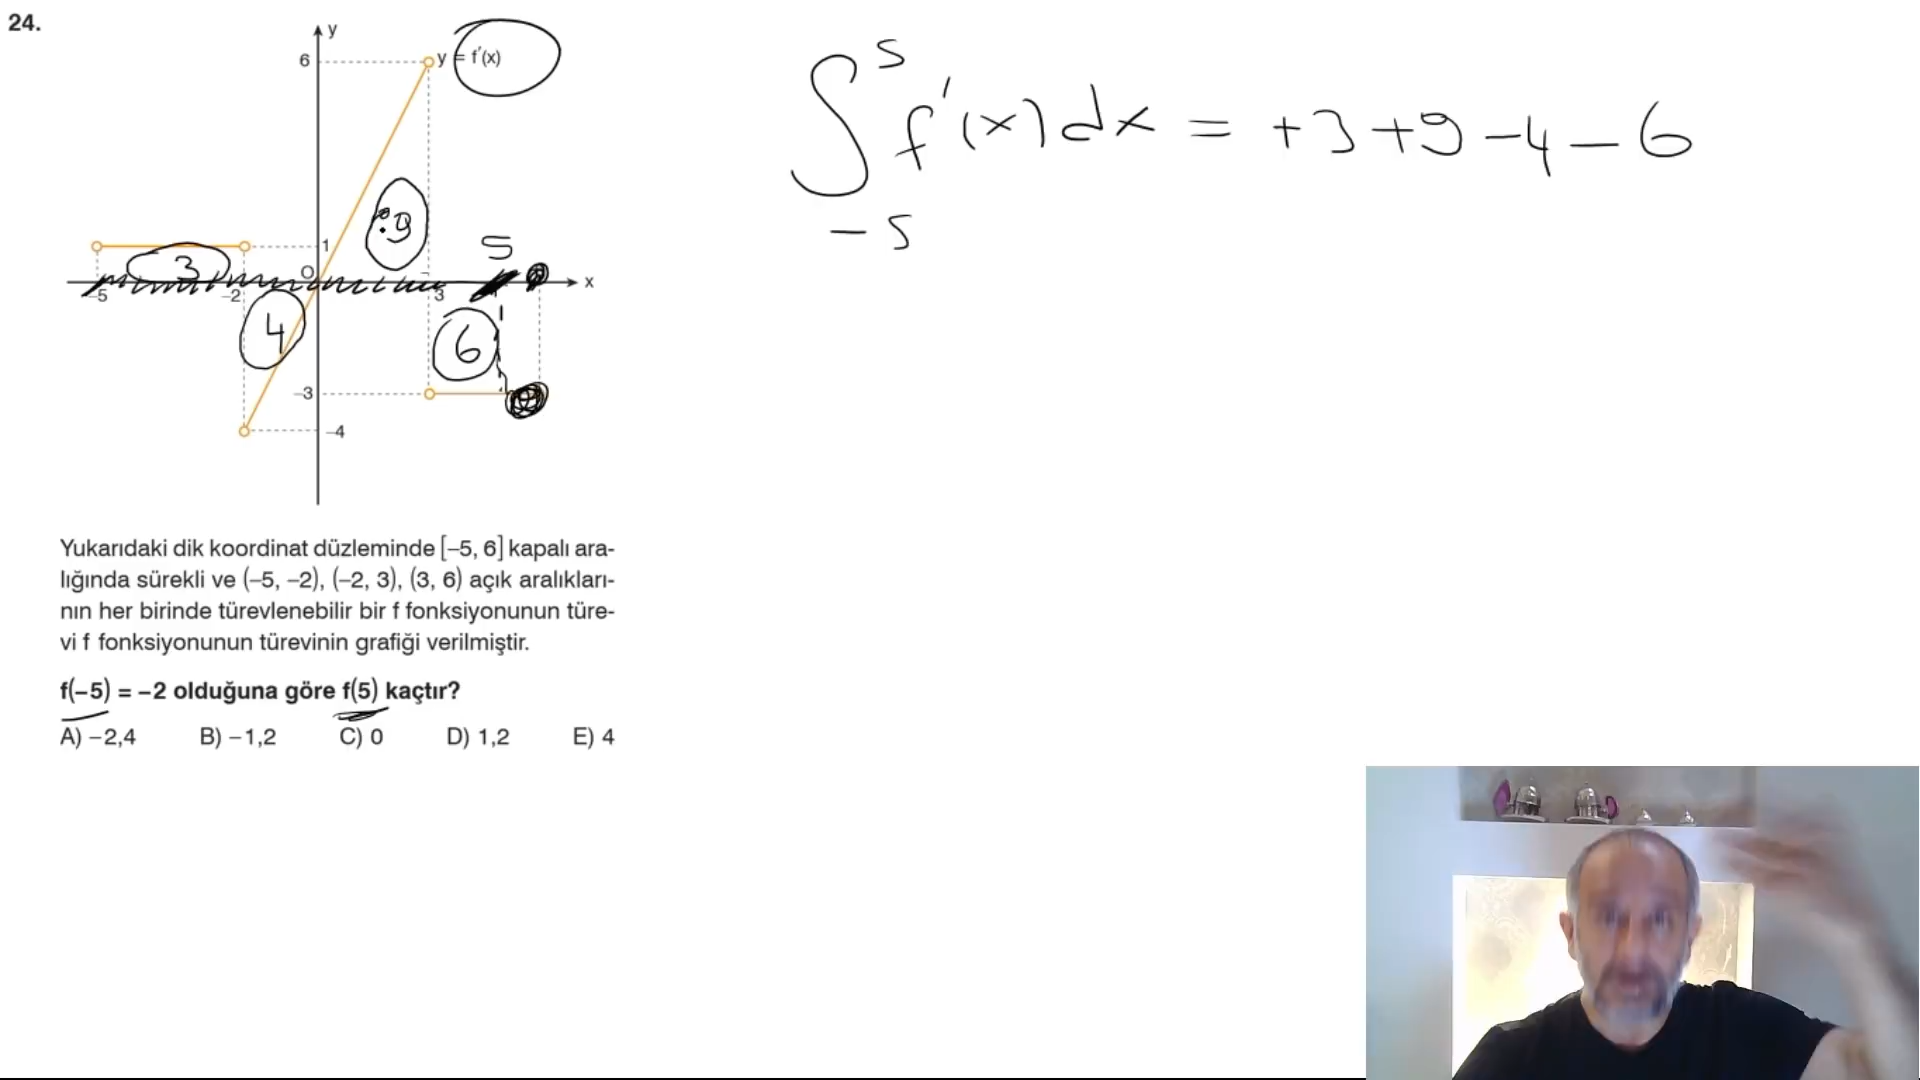 24.
y
6
y = f'(x)
∫ f'(x) dx = +3+9-4-6
5
-5
9
5
1
3
O
x
-5
-2
3
4
6
-3
-4
Yukarıdaki dik koordinat düzleminde [–5, 6] kapalı ara-
lığında sürekli ve (–5, –2), (–2, 3), (3, 6) açık aralıkları-
nın her birinde türevlenebilir bir f fonksiyonunun türe-
vi f fonksiyonunun türevinin grafiği verilmiştir.
f(–5) = –2 olduğuna göre f(5) kaçtır?
A) –2,4 B) –1,2 C) 0 D) 1,2 E) 4